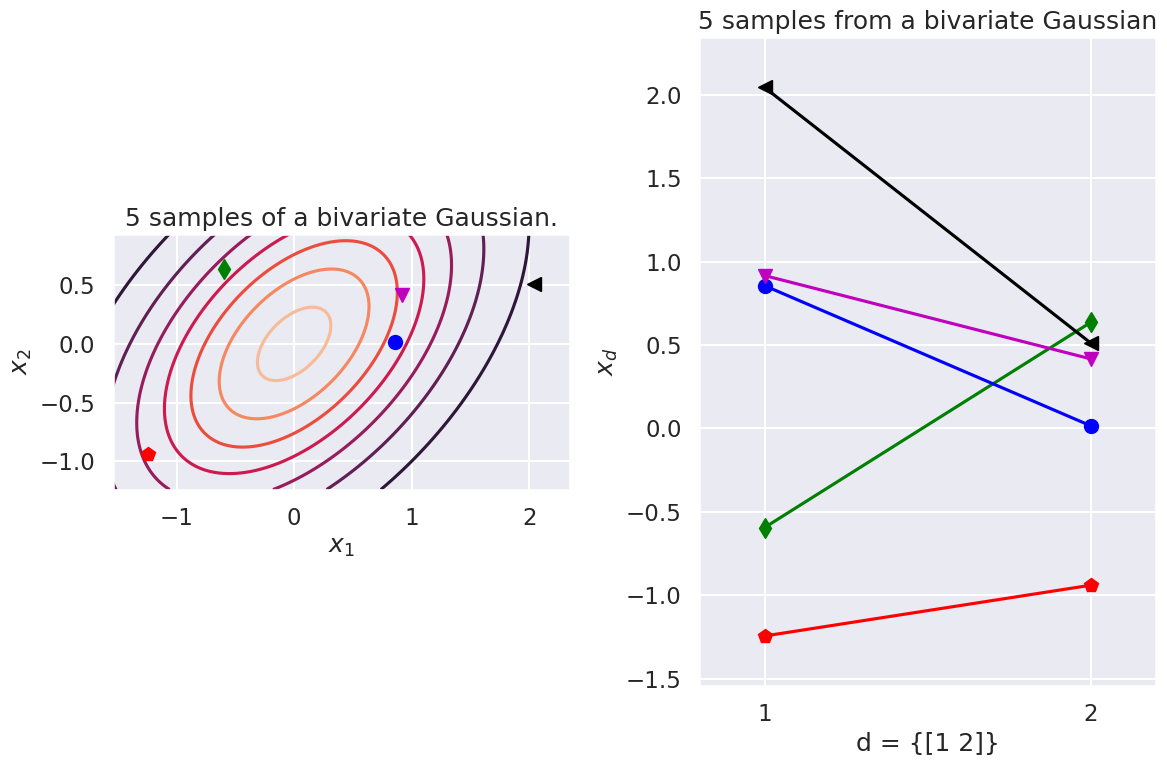 5 samples of a bivariate Gaussian.
0.5
0.0
−0.5
−1.0
x₂
−1 0 1 2
x₁
5 samples from a bivariate Gaussian
2.0
1.5
1.0
0.5
0.0
−0.5
−1.0
−1.5
x_d
1 2
d = {[1 2]}